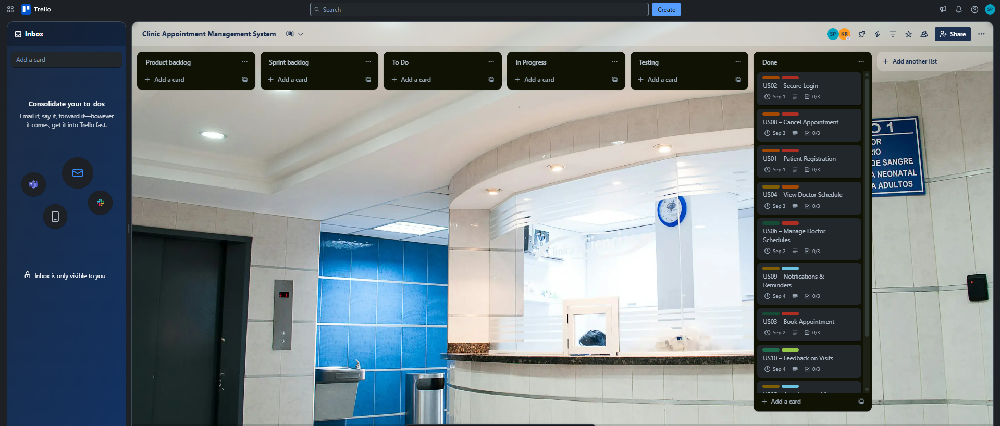 Trello
Search
Create
SP
Inbox
Add a card
Consolidate your to-dos
Email it, say it, forward it—however
it comes, get it into Trello fast.
Inbox is only visible to you
Clinic Appointment Management System
SP
KR
Share
Product backlog
Add a card
Sprint backlog
Add a card
To Do
Add a card
In Progress
Add a card
Testing
Add a card
Done
US02 – Secure Login
Sep 1
0/3
US08 – Cancel Appointment
Sep 3
0/3
US01 – Patient Registration
Sep 1
0/3
US04 – View Doctor Schedule
Sep 3
0/3
US06 – Manage Doctor
Schedules
Sep 2
0/3
US09 – Notifications &
Reminders
Sep 4
0/3
US03 – Book Appointment
Sep 2
0/3
US10 – Feedback on Visits
Sep 4
0/3
Add a card
Add another list
O 1
OR
RIO
DE SANGRE
A NEONATAL
A ADULTOS
Clínica